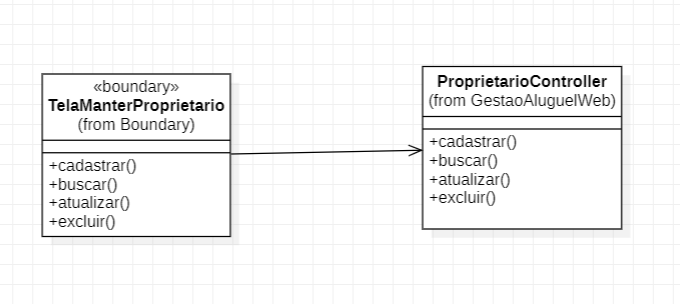 «boundary»
TelaManterProprietario
(from Boundary)
+cadastrar()
+buscar()
+atualizar()
+excluir()
ProprietarioController
(from GestaoAluguelWeb)
+cadastrar()
+buscar()
+atualizar()
+excluir()